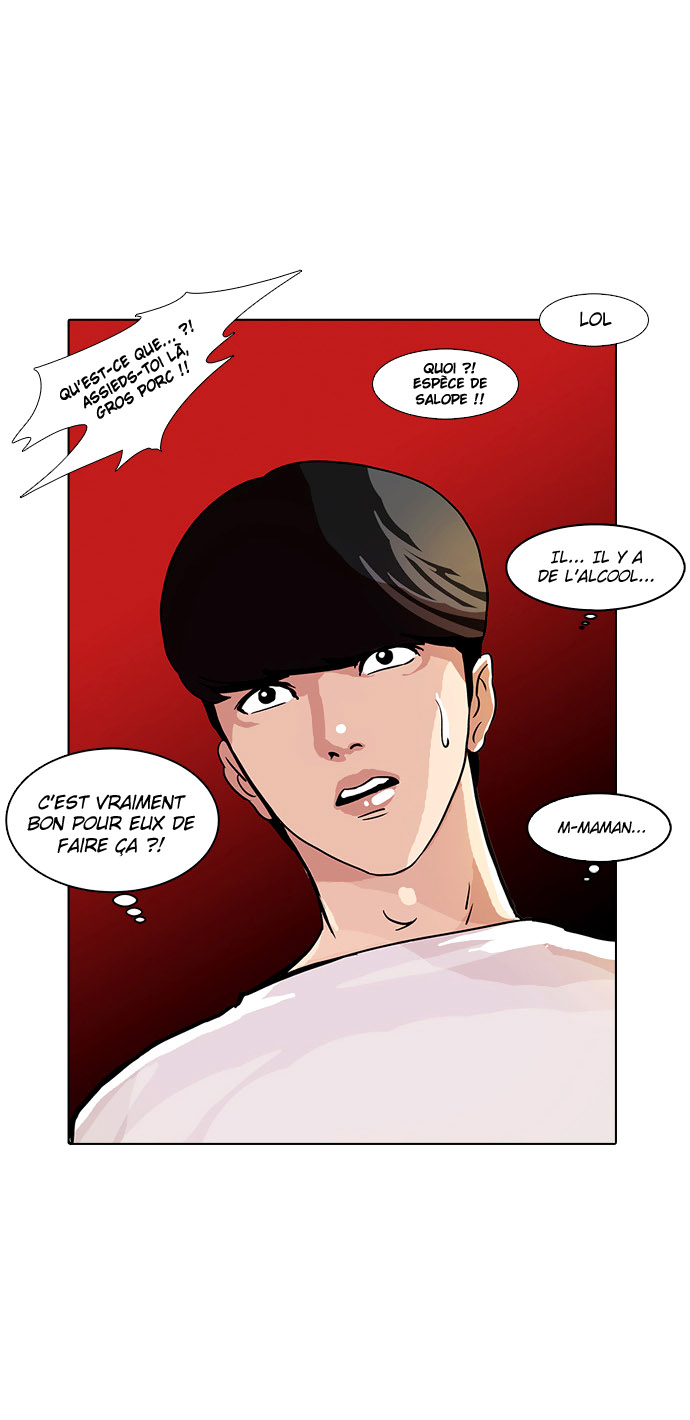 QU'EST-CE QUE... ?!
ASSIEDS-TOI LÀ,
GROS PORC !!
LOL
QUOI ?!
ESPÈCE DE
SALOPE !!
IL... IL Y A
DE L'ALCOOL...
C'EST VRAIMENT
BON POUR EUX DE
FAIRE ÇA ?!
M-MAMAN...